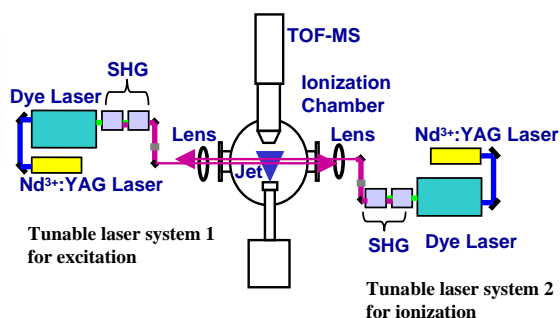 TOF-MS
SHG
Dye Laser
Ionization
Chamber
Lens
Lens
Nd³⁺:YAG Laser
Jet
Nd³⁺:YAG Laser
Tunable laser system 1
for excitation
SHG
Dye Laser
Tunable laser system 2
for ionization